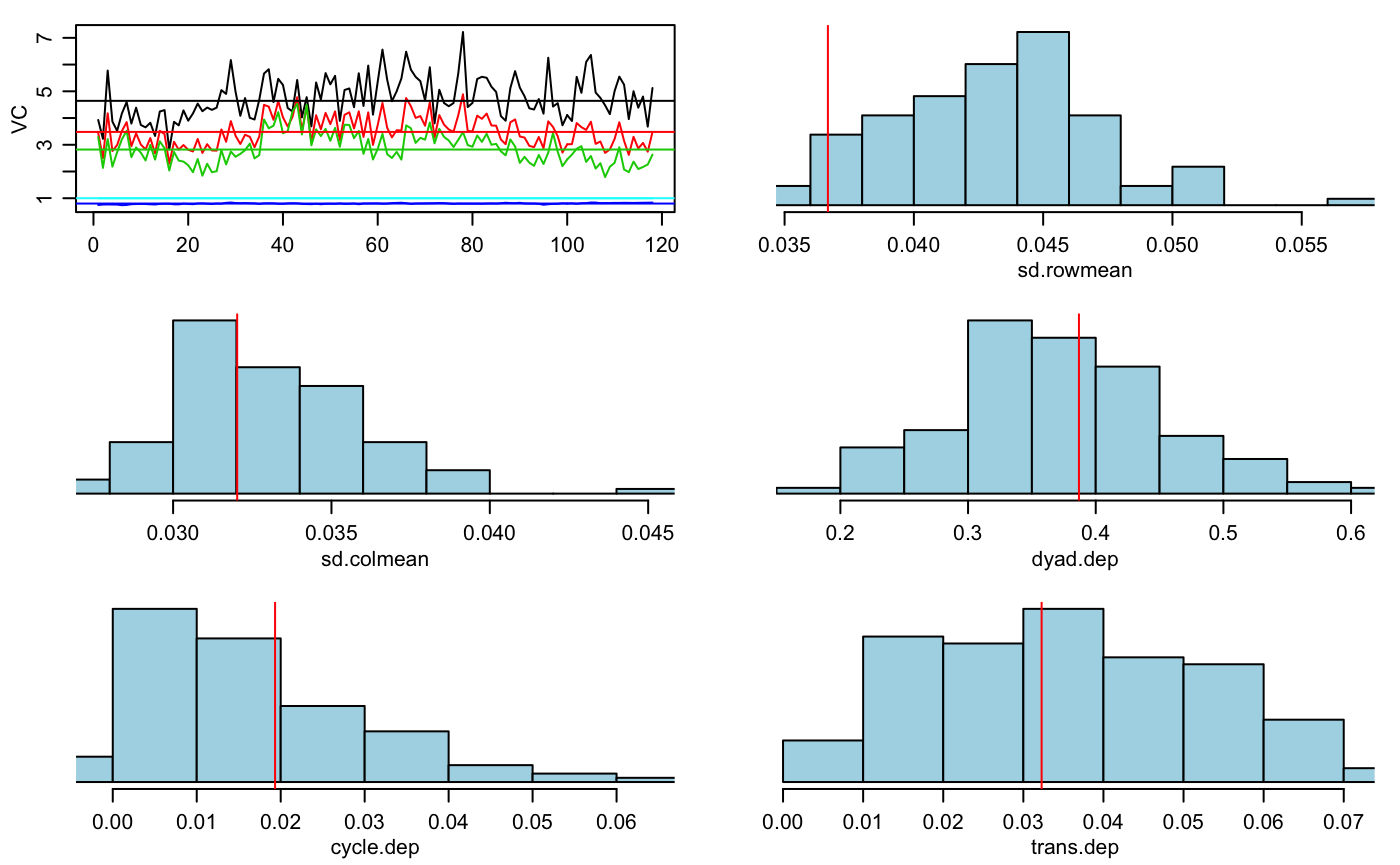 VC
7
5
3
1
0 20 40 60 80 100 120
0.035 0.040 0.045 0.050 0.055
sd.rowmean
0.030 0.035 0.040 0.045
sd.colmean
0.2 0.3 0.4 0.5 0.6
dyad.dep
0.00 0.01 0.02 0.03 0.04 0.05 0.06
cycle.dep
0.00 0.01 0.02 0.03 0.04 0.05 0.06 0.07
trans.dep